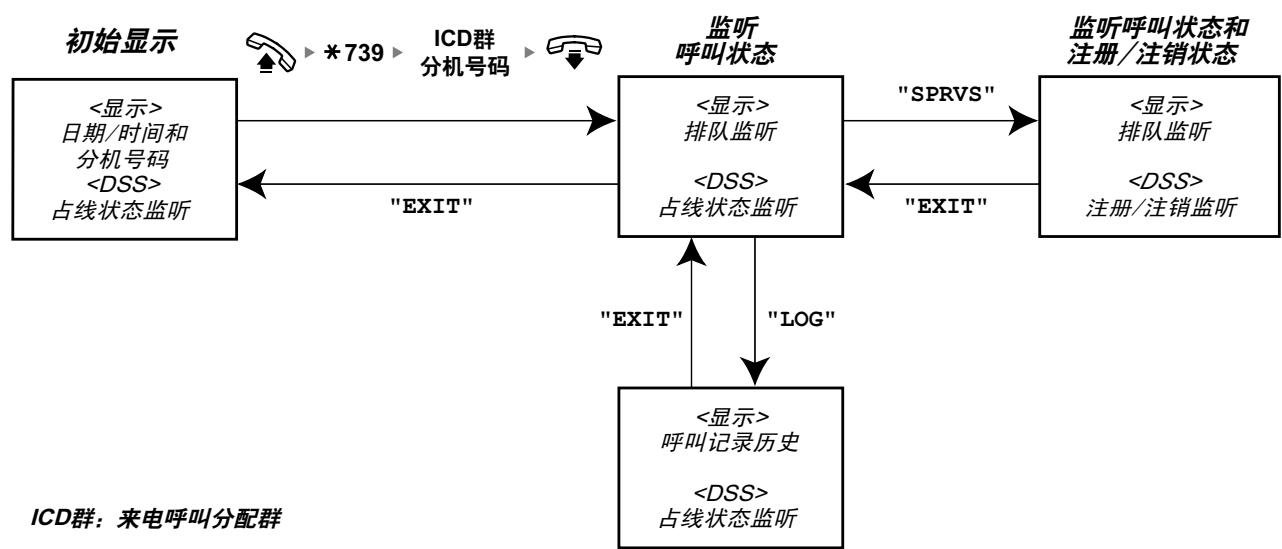 初始显示
＊739
ICD群
分机号码
监听
呼叫状态
监听呼叫状态和
注册/注销状态
<显示>
日期/时间和
分机号码
<DSS>
占线状态监听
"EXIT"
<显示>
排队监听
<DSS>
占线状态监听
"SPRVS"
"EXIT"
<显示>
排队监听
<DSS>
注册/注销监听
"EXIT"
"LOG"
<显示>
呼叫记录历史
<DSS>
占线状态监听
ICD群：来电呼叫分配群